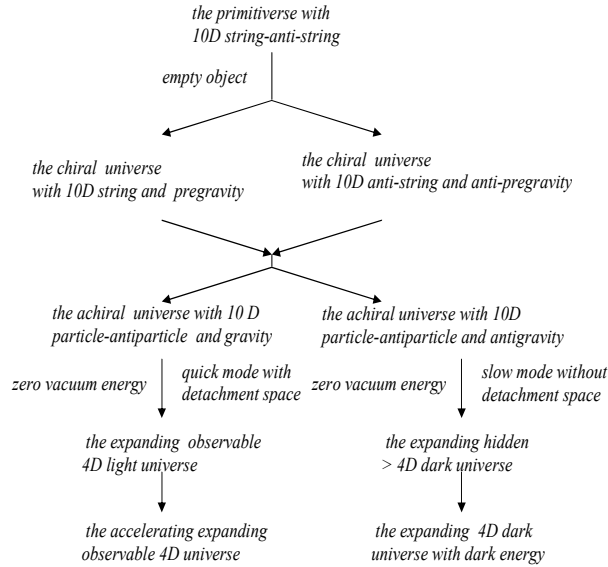 the primitiverse with
10D string-anti-string
empty object
the chiral universe
with 10D string and pregravity
the chiral universe
with 10D anti-string and anti-pregravity
the achiral universe with 10 D
particle-antiparticle and gravity
the achiral universe with 10D
particle-antiparticle and antigravity
zero vacuum energy
quick mode with
detachment space
zero vacuum energy
slow mode without
detachment space
the expanding observable
4D light universe
the expanding hidden
> 4D dark universe
the accelerating expanding
observable 4D universe
the expanding 4D dark
universe with dark energy